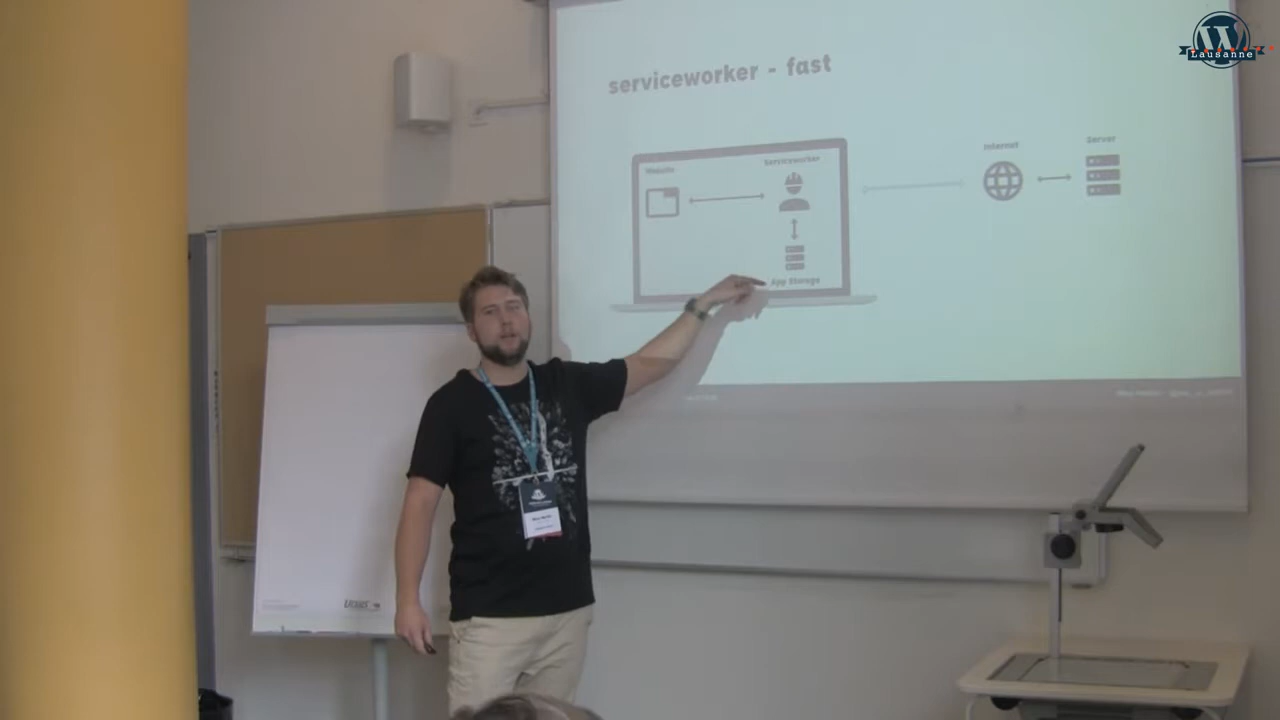 Lausanne
serviceworker - fast
Website
Serviceworker
Internet
Server
App Storage